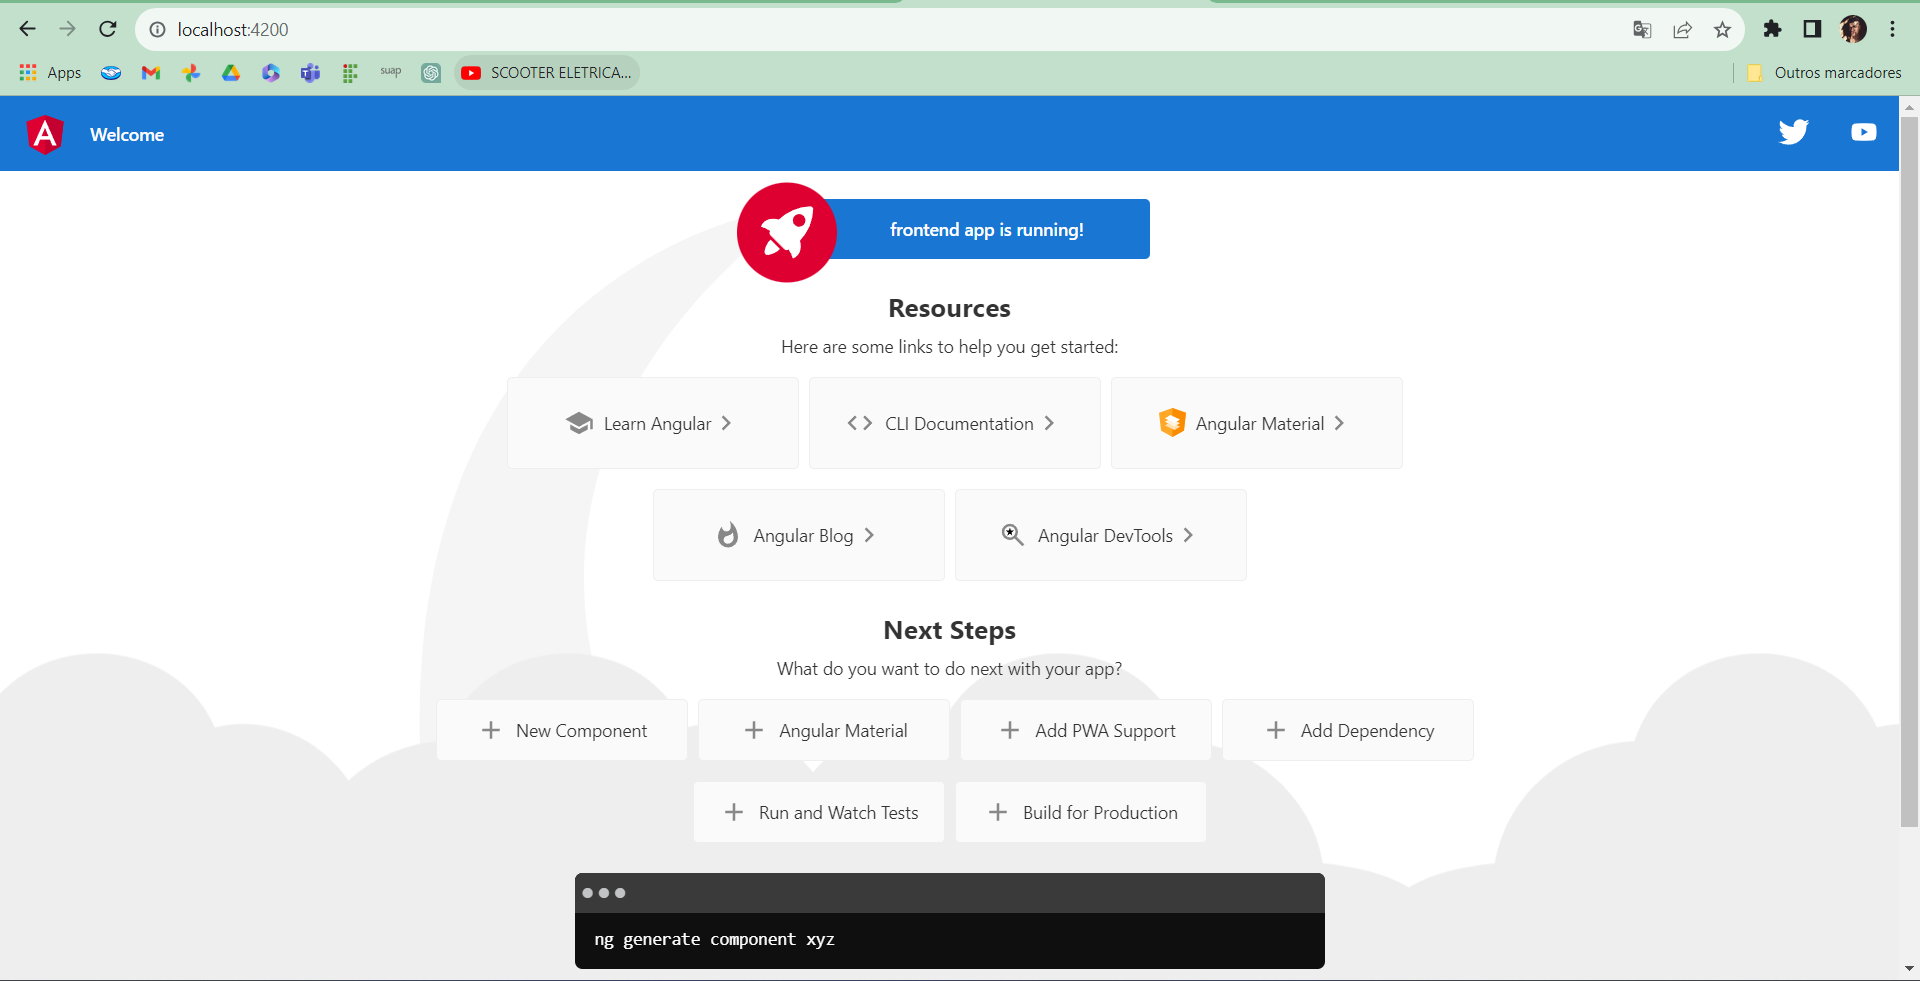 localhost:4200
Apps
suap
SCOOTER ELETRICA...
Outros marcadores
Welcome
frontend app is running!
Resources
Here are some links to help you get started:
Learn Angular
CLI Documentation
Angular Material
Angular Blog
Angular DevTools
Next Steps
What do you want to do next with your app?
New Component
Angular Material
Add PWA Support
Add Dependency
Run and Watch Tests
Build for Production
ng generate component xyz